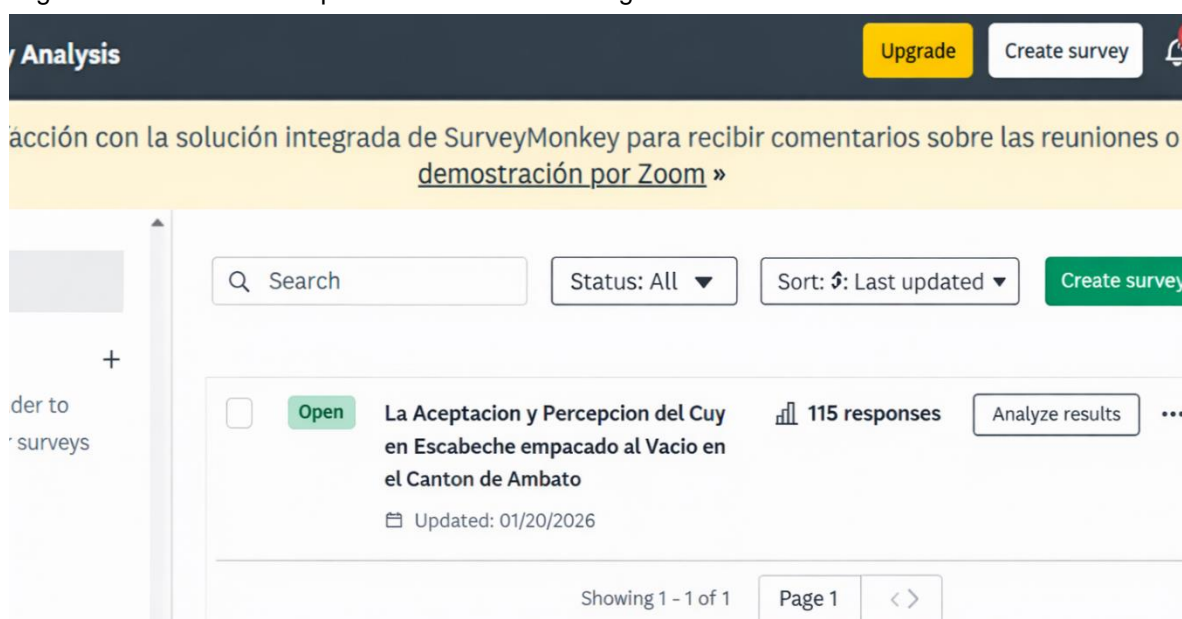 y Analysis
Upgrade
Create survey
acción con la solución integrada de SurveyMonkey para recibir comentarios sobre las reuniones o
demostración por Zoom »
Search
Status: All
Sort: Last updated
Create survey
+
der to
surveys
Open
La Aceptacion y Percepcion del Cuy
en Escabeche empacado al Vacio en
el Canton de Ambato
115 responses
Analyze results
...
Updated: 01/20/2026
Showing 1 - 1 of 1
Page 1
< >